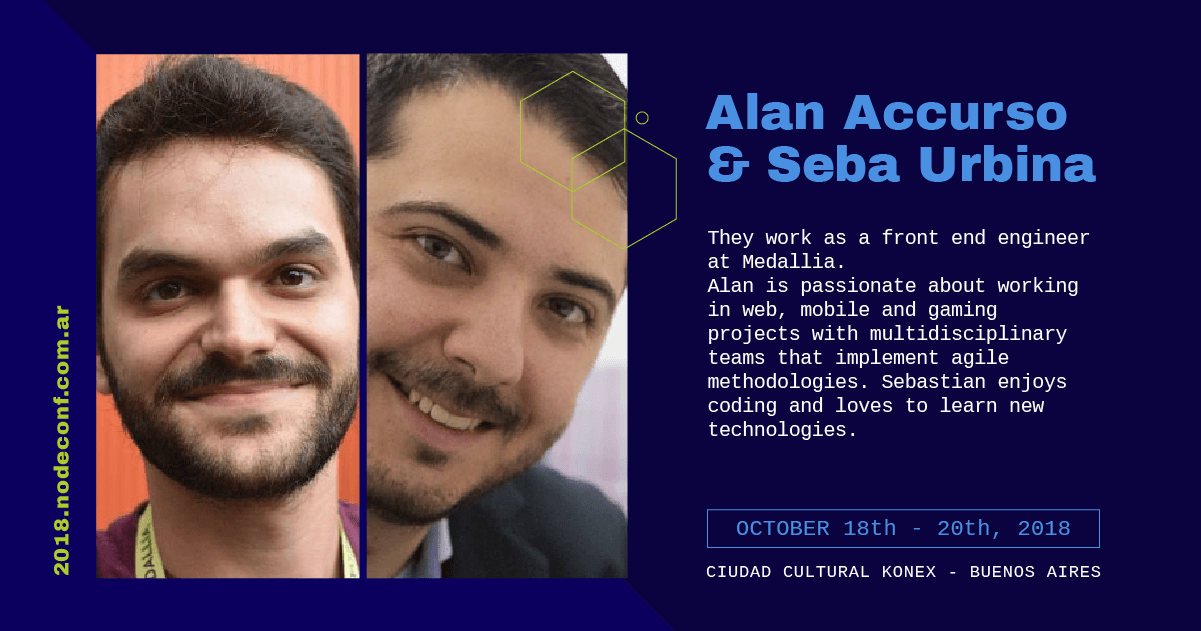 2018.nodeconf.com.ar
Alan Accurso
& Seba Urbina
They work as a front end engineer
at Medallia.
Alan is passionate about working
in web, mobile and gaming
projects with multidisciplinary
teams that implement agile
methodologies. Sebastian enjoys
coding and loves to learn new
technologies.
OCTOBER 18th - 20th, 2018
CIUDAD CULTURAL KONEX - BUENOS AIRES